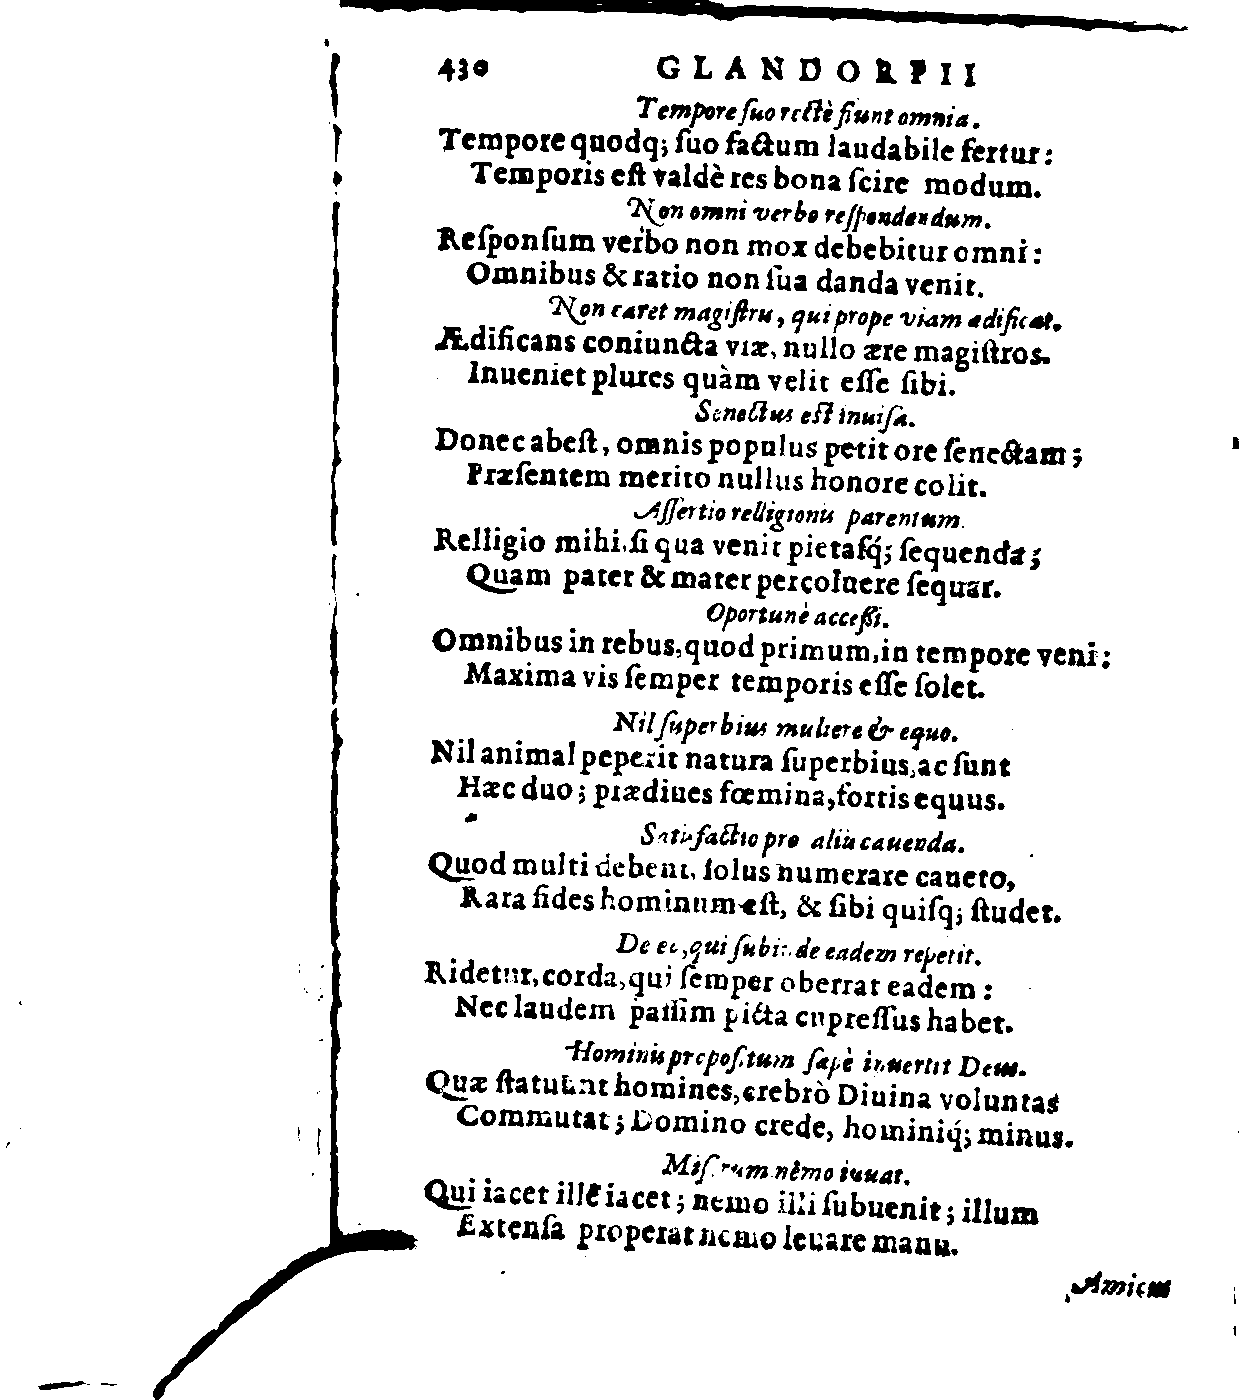 430 GLANDORPII
Tempore ſuo rectè fiunt omnia.
Tempore quodq; ſuo factum laudabile fertur:
Temporis eſt valdè res bona ſcire modum.
Non omni verbo reſpondendum.
Reſponſum verbo non mox debebitur omni:
Omnibus & ratio non ſua danda venit.
Non caret magiſtris, qui prope viam ædificat.
Ædificans coniuncta viæ, nullo ære magiſtros.
Inueniet plures quàm velit eſſe ſibi.
Senectus eſt inuiſa.
Donec abeſt, omnis populus petit ore ſenectam;
Præſentem merito nullus honore colit.
Aſſertio relligionis parentum.
Relligio mihi, ſi qua venit pietaſq́; ſequenda;
Quam pater & mater percoluere ſequar.
Oportunè acceſſi.
Omnibus in rebus, quod primum, in tempore veni:
Maxima vis ſemper temporis eſſe ſolet.
Nil ſuperbius muliere & equo.
Nil animal peperit natura ſuperbius, ac ſunt
Hæc duo; prædiues fœmina, fortis equus.
Satisfactio pro aliis cauenda.
Quod multi debent, ſolus numerare caueto,
Rara fides hominum eſt, & ſibi quiſq; ſtudet.
De eo, qui ſubinde eadem repetit.
Ridetur, corda, qui ſemper oberrat eadem:
Nec laudem paſſim picta cupreſſus habet.
Hominis propoſitum ſæpè inuertit Deus.
Quæ ſtatuunt homines, crebrò Diuina voluntas
Commutat; Domino crede, hominiq́; minus.
Miſerum nemo iuuat.
Qui iacet ille iacet; nemo illi ſubuenit; illum
Extenſa properat nemo leuare manu.
Amicus